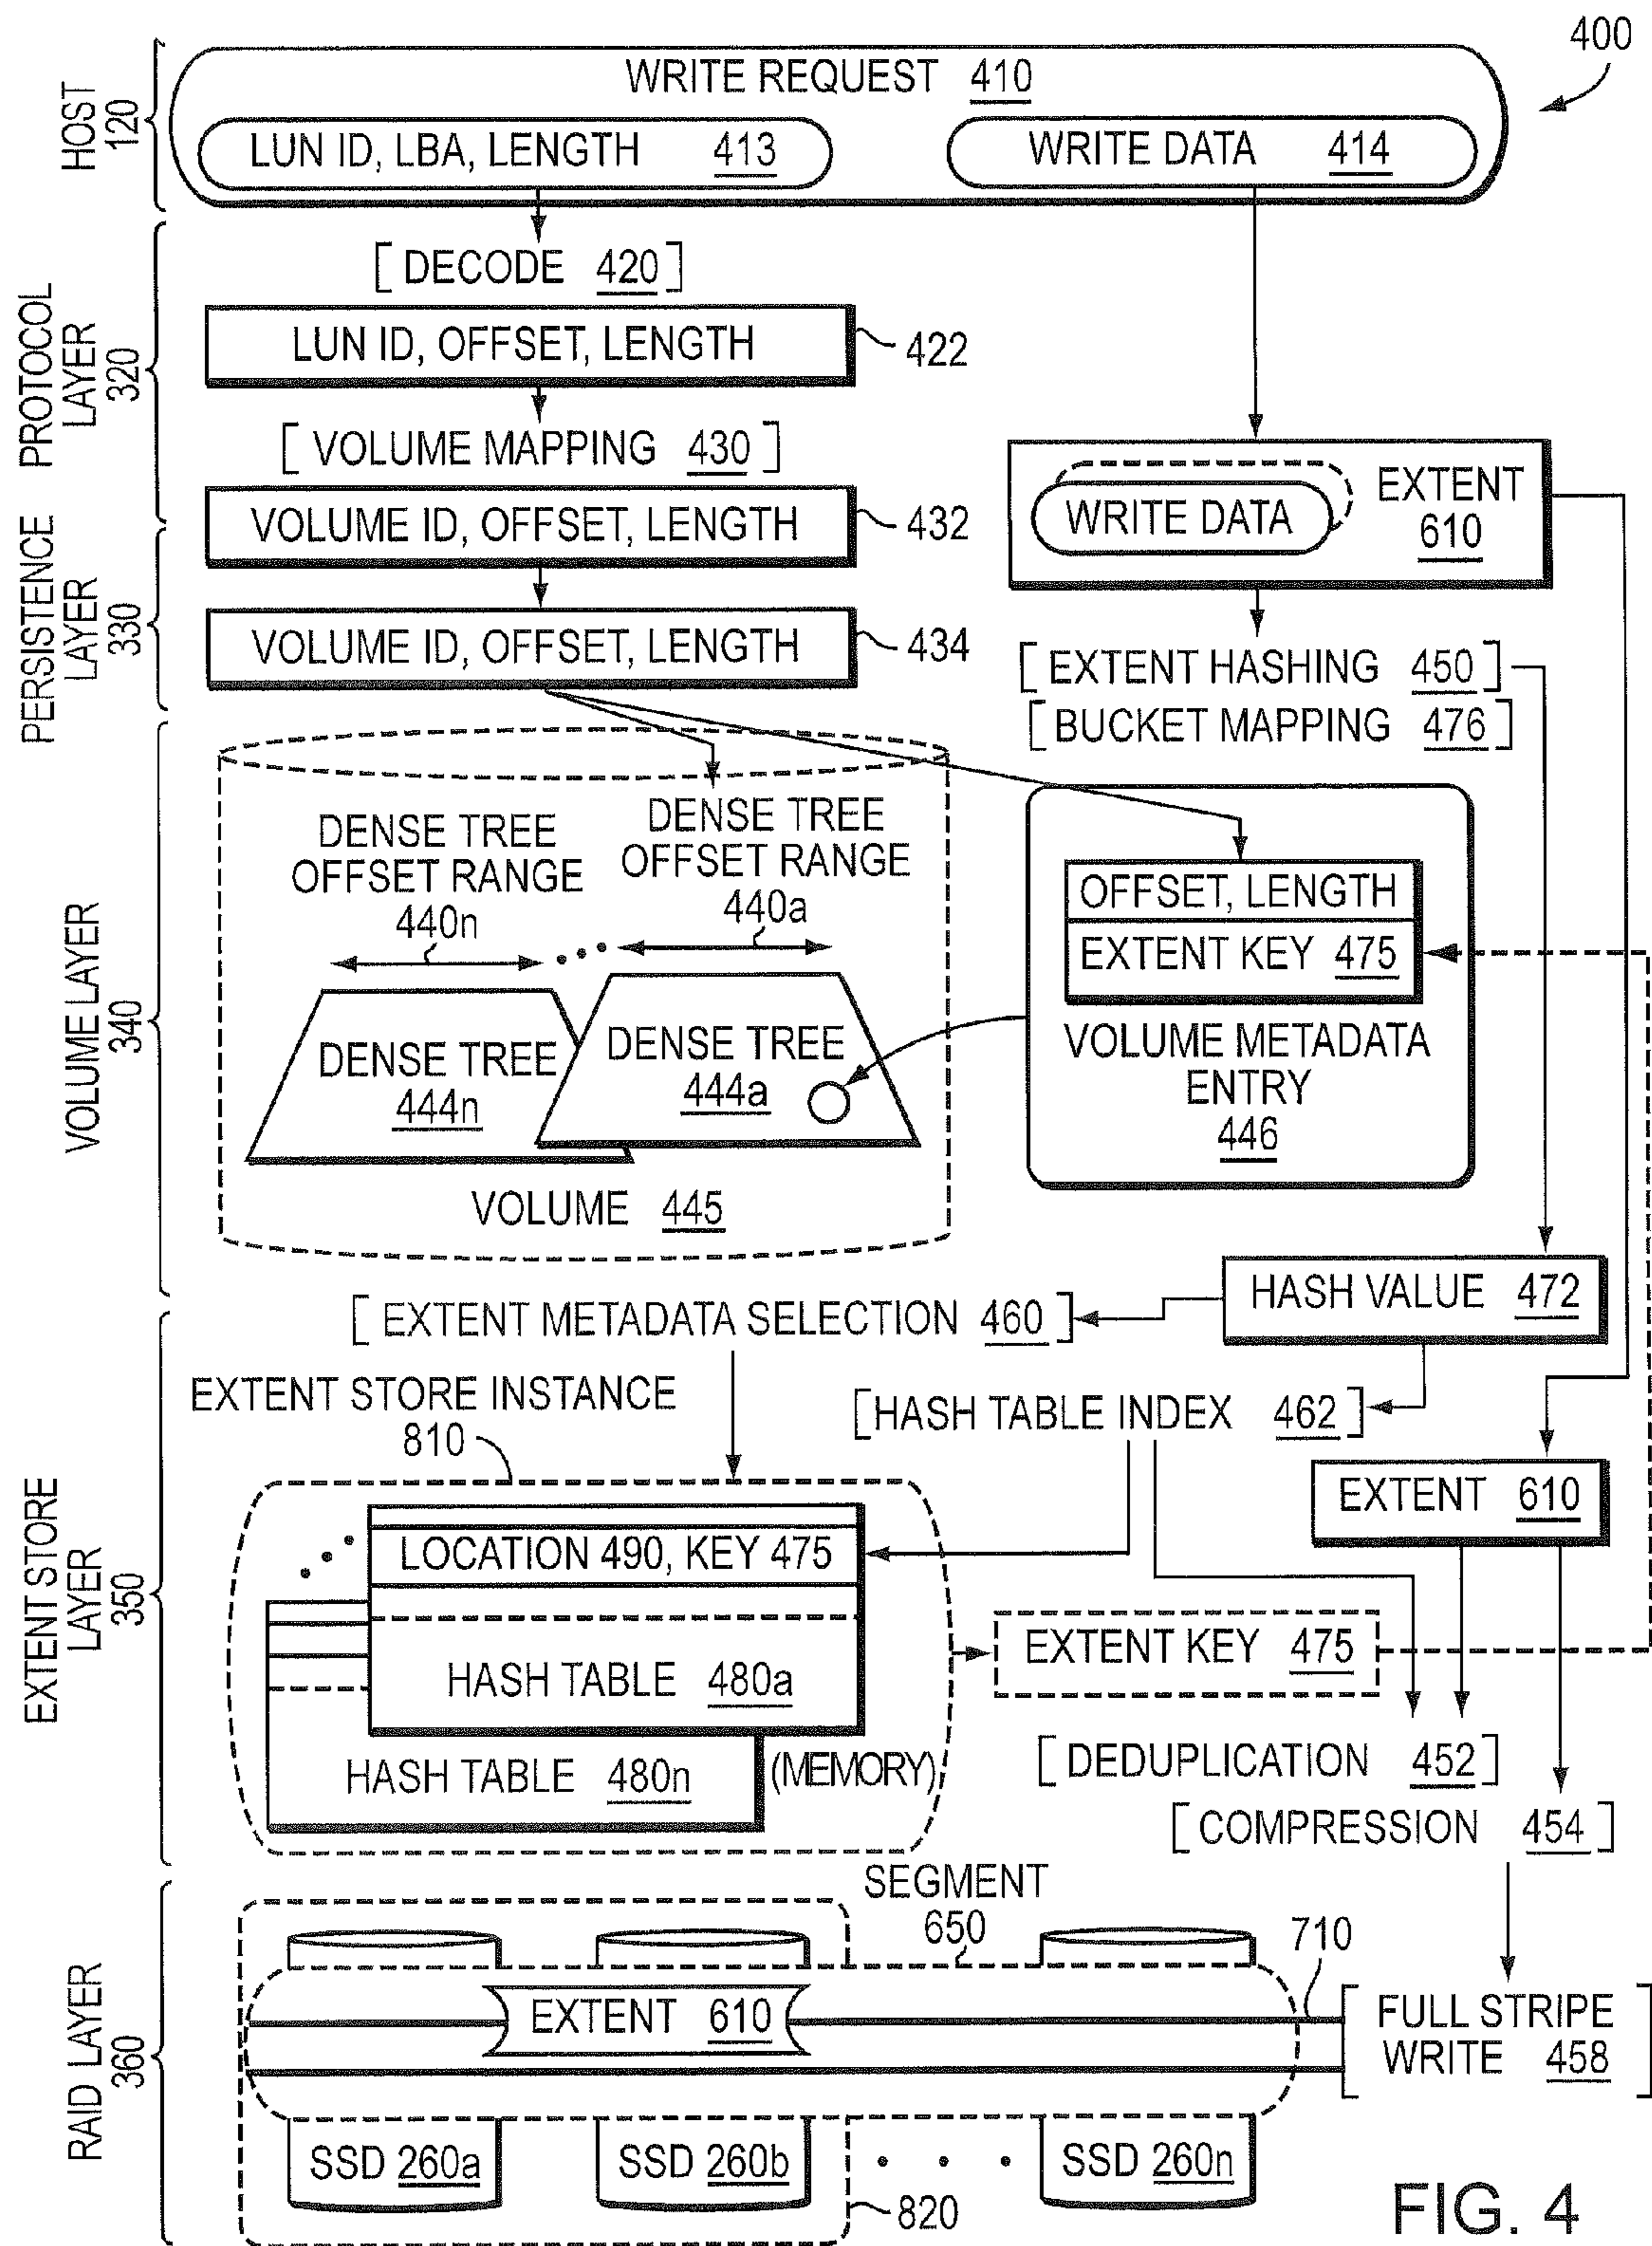 400
HOST
120
WRITE REQUEST 410
LUN ID, LBA, LENGTH 413
WRITE DATA 414
PROTOCOL
LAYER
320
[DECODE 420]
LUN ID, OFFSET, LENGTH
422
[VOLUME MAPPING 430]
VOLUME ID, OFFSET, LENGTH
432
WRITE DATA
EXTENT
610
PERSISTENCE
LAYER
330
VOLUME ID, OFFSET, LENGTH
434
[EXTENT HASHING 450]
[BUCKET MAPPING 476]
VOLUME LAYER
340
DENSE TREE
OFFSET RANGE
440n
DENSE TREE
OFFSET RANGE
440a
DENSE TREE
444n
DENSE TREE
444a
VOLUME 445
OFFSET, LENGTH
EXTENT KEY 475
VOLUME METADATA
ENTRY
446
HASH VALUE 472
[EXTENT METADATA SELECTION 460]
EXTENT STORE
LAYER
350
EXTENT STORE INSTANCE
810
[HASH TABLE INDEX 462]
EXTENT 610
LOCATION 490, KEY 475
HASH TABLE 480a
HASH TABLE 480n
(MEMORY)
EXTENT KEY 475
[DEDUPLICATION 452]
[COMPRESSION 454]
RAID LAYER
360
SEGMENT
650
710
EXTENT 610
[FULL STRIPE
WRITE 458]
SSD 260a
SSD 260b
SSD 260n
820
FIG. 4